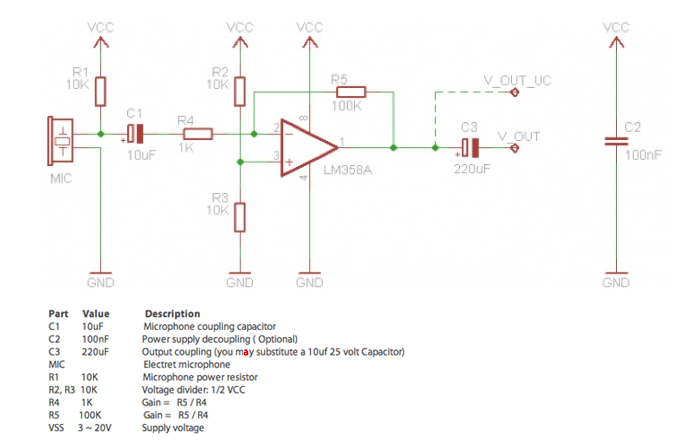 VCC VCC VCC VCC
R1 R2 R5
10K 10K 100K
V_OUT_UC
C1 R4 C3 V_OUT C2
8
2 1
+ 10uF 1K 3 LM358A + 220uF 100nF
4
MIC
R3
10K
GND GND GND GND
Part Value Description
C1 10uF Microphone coupling capacitor
C2 100nF Power supply decoupling ( Optional)
C3 220uF Output coupling (you may substitute a 10uf 25 volt Capacitor)
MIC Electret microphone
R1 10K Microphone power resistor
R2, R3 10K Voltage divider: 1/2 VCC
R4 1K Gain = R5 / R4
R5 100K Gain = R5 / R4
VSS 3 ~ 20V Supply voltage